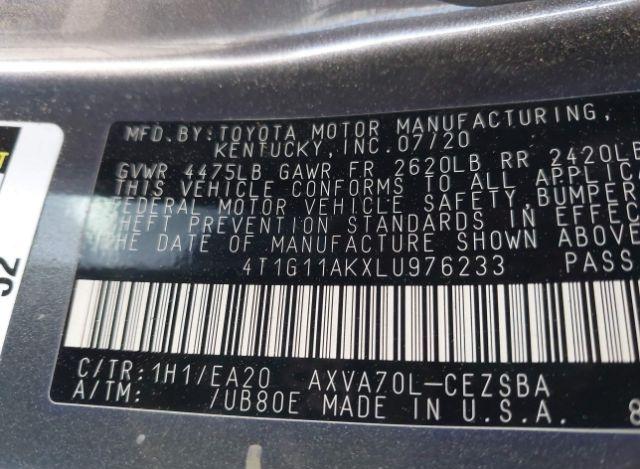 MFD.BY:TOYOTA MOTOR MANUFACTURING,
KENTUCKY,INC.07/20
GVWR 4475LB GAWR FR 2620LB RR 2420LB
THIS VEHICLE CONFORMS TO ALL APPLICA
FEDERAL MOTOR VEHICLE SAFETY,BUMPER
THEFT PREVENTION STANDARDS IN EFFEC
THE DATE OF MANUFACTURE SHOWN ABOVE
4T1G11AKXLU976233 PASS
C/TR:1H1/EA20 AXVA70L-CEZSBA
A/TM: /UB80E MADE IN U.S.A.